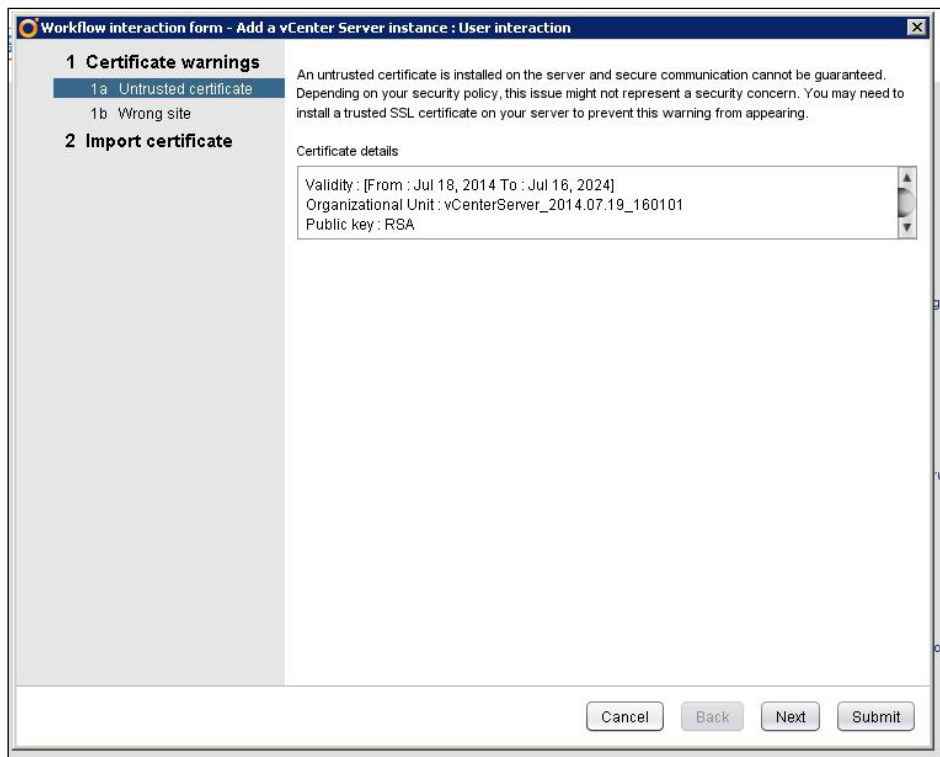 Workflow interaction form - Add a vCenter Server instance : User interaction
1 Certificate warnings
1a Untrusted certificate
1b Wrong site
2 Import certificate
An untrusted certificate is installed on the server and secure communication cannot be guaranteed.
Depending on your security policy, this issue might not represent a security concern. You may need to
install a trusted SSL certificate on your server to prevent this warning from appearing.
Certificate details
Validity : [From : Jul 18, 2014 To : Jul 16, 2024]
Organizational Unit : vCenterServer_2014.07.19_160101
Public key : RSA
Cancel Back Next Submit